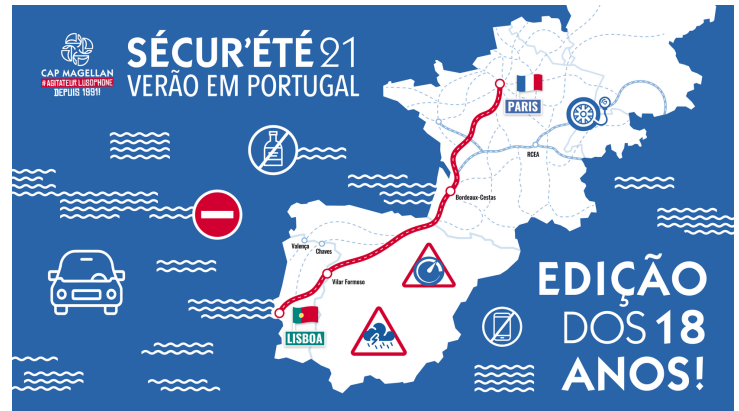 CAP MAGELLAN
#AGITATEUR LUSOPHONE
DEPUIS 1991!
SÉCUR'ÉTÉ 21
VERÃO EM PORTUGAL
PARIS
RCEA
Bordeaux-Cestas
Valença
Chaves
Vilar Formoso
LISBOA
EDIÇÃO
DOS 18
ANOS!